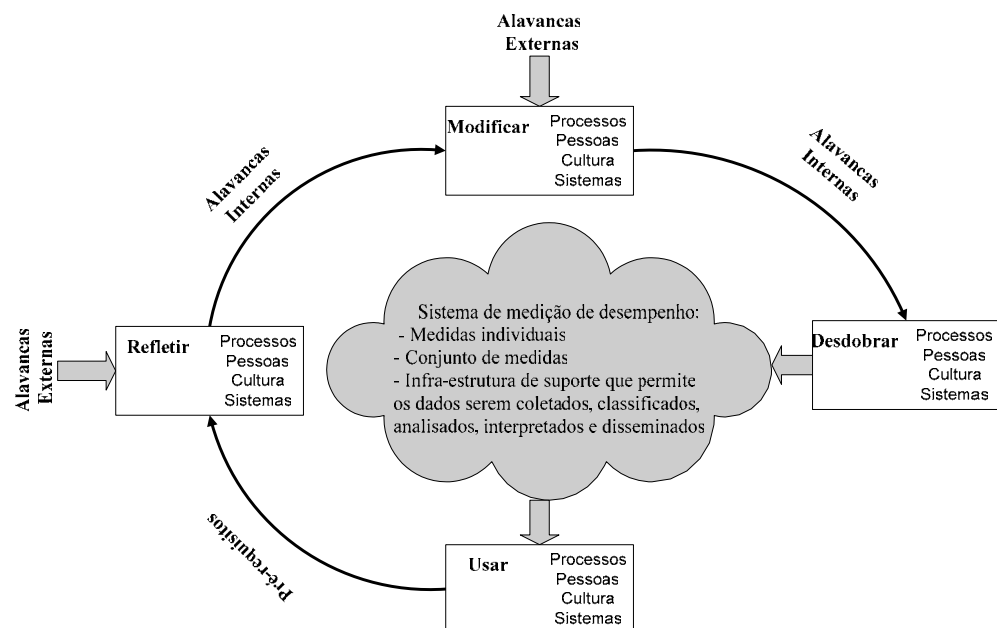 Alavancas
Externas
Modificar
Processos
Pessoas
Cultura
Sistemas
Alavancas
Internas
Alavancas
Internas
Sistema de medição de desempenho:
- Medidas individuais
- Conjunto de medidas
- Infra-estrutura de suporte que permite
os dados serem coletados, classificados,
analisados, interpretados e disseminados
Alavancas
Externas
Refletir
Processos
Pessoas
Cultura
Sistemas
Desdobrar
Processos
Pessoas
Cultura
Sistemas
Pré-requisitos
Usar
Processos
Pessoas
Cultura
Sistemas